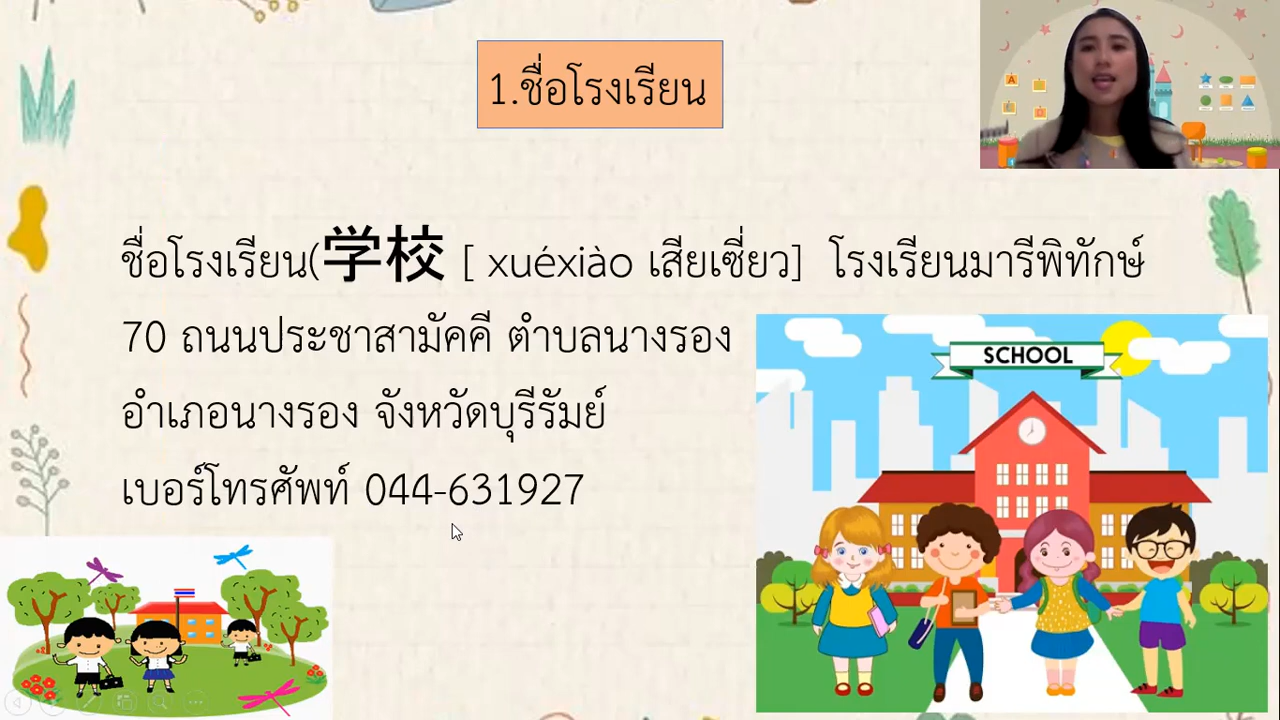 1.ชื่อโรงเรียน
ชื่อโรงเรียน(学校 [ xuéxiào เสียเซี่ยว] โรงเรียนมารีพิทักษ์
70 ถนนประชาสามัคคี ตำบลนางรอง
อำเภอนางรอง จังหวัดบุรีรัมย์
เบอร์โทรศัพท์ 044-631927
SCHOOL